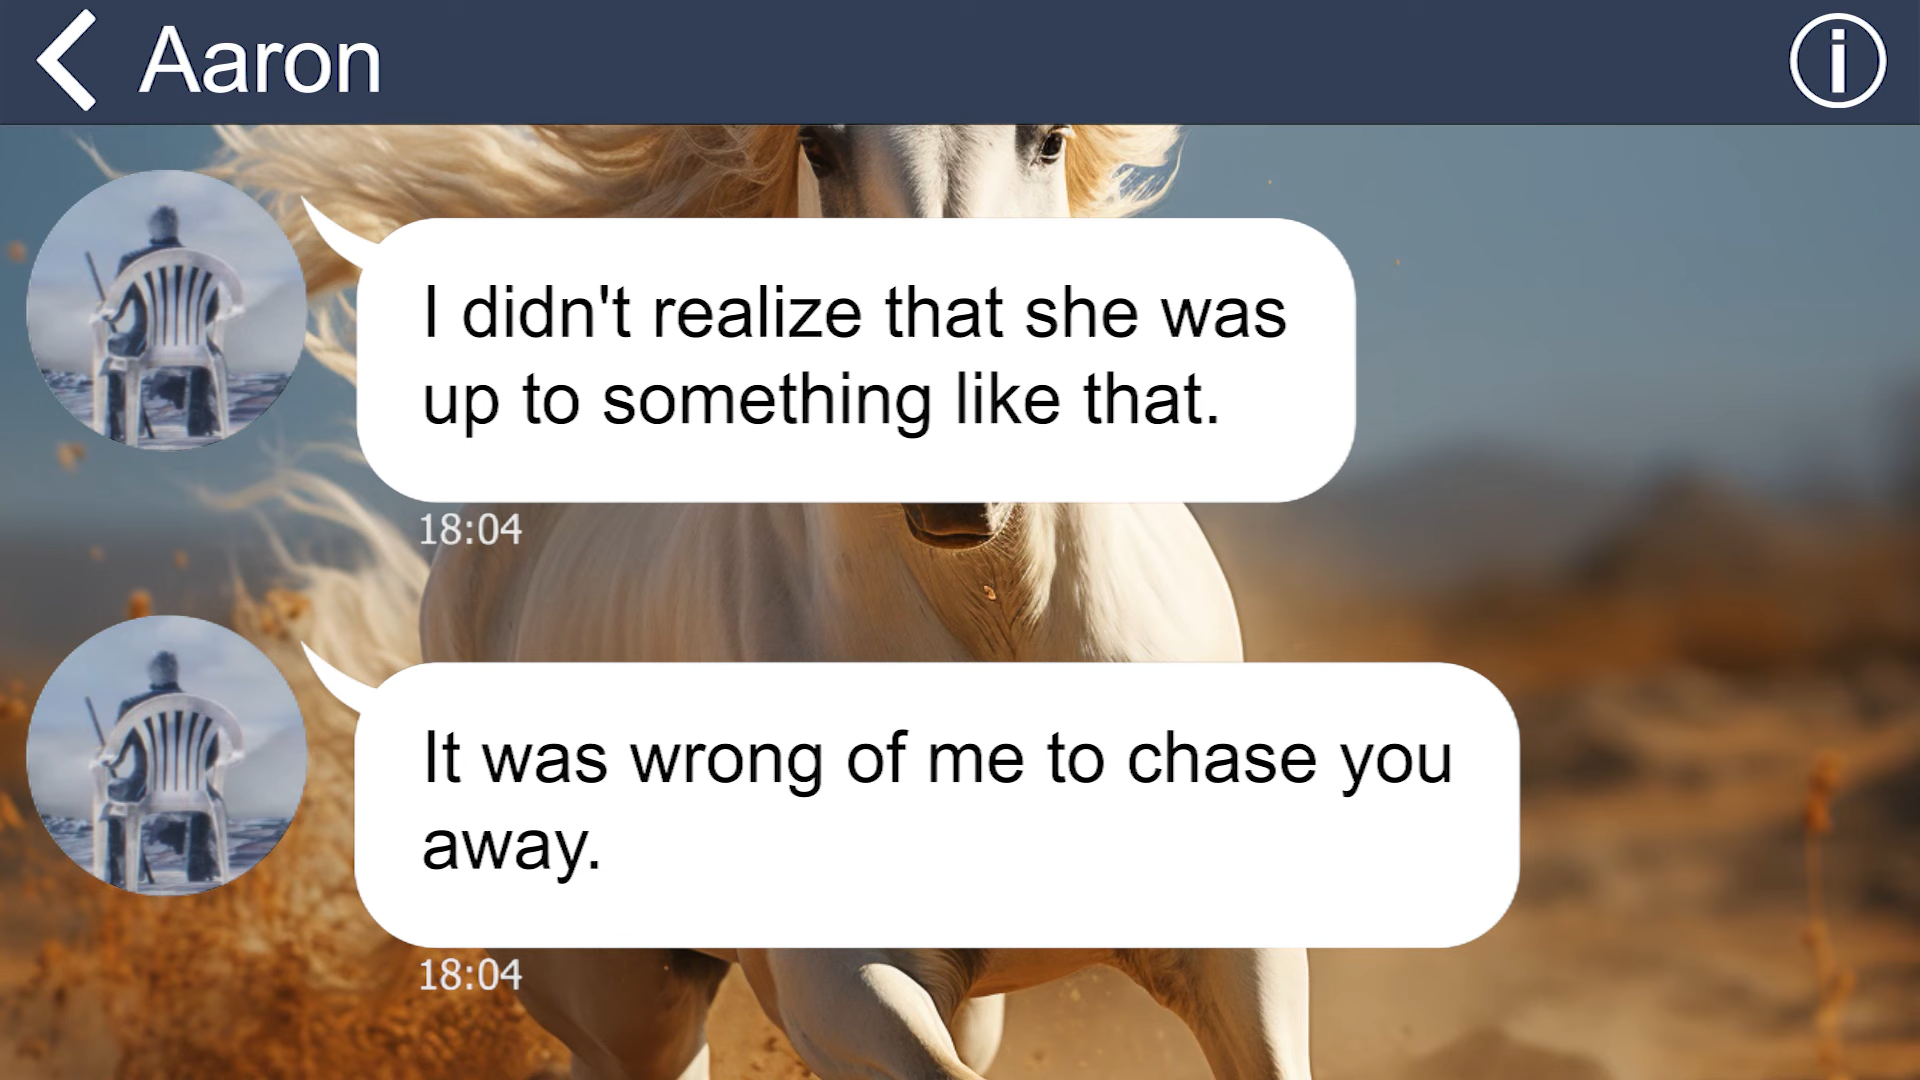 Aaron
I didn't realize that she was
up to something like that.
18:04
It was wrong of me to chase you
away.
18:04